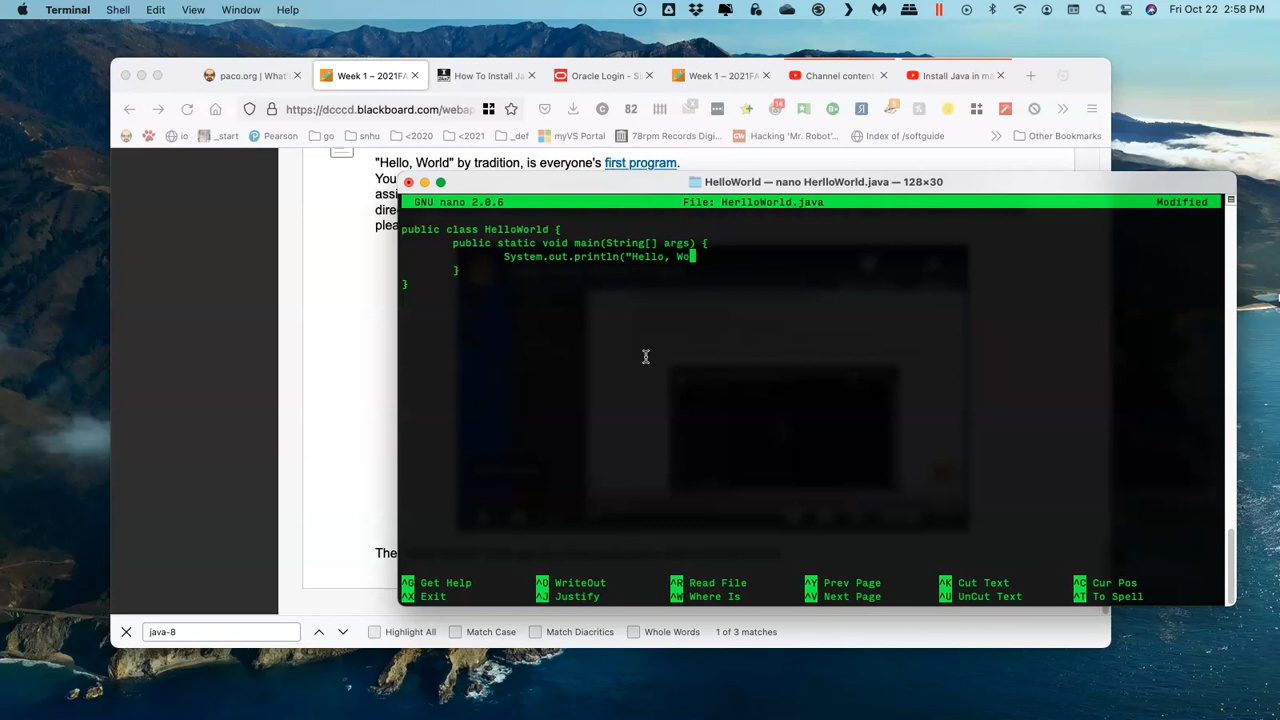 Terminal Shell Edit View Window Help Fri Oct 22 2:58 PM
paco.org | What' Week 1 – 2021FA How To Install Ja Oracle Login - Si Week 1 – 2021FA Channel content Install Java in ma
https://dcccd.blackboard.com/webap 82 14 5
io _start Pearson go snhu <2020 <2021 _def myVS Portal 78rpm Records Digi... Hacking 'Mr. Robot'... Index of /softguide Other Bookmarks
"Hello, World" by tradition, is everyone's first program.
You
assi
dire
plea
HelloWorld — nano HerlloWorld.java — 128×30
GNU nano 2.0.6 File: HerlloWorld.java Modified
public class HelloWorld {
public static void main(String[] args) {
System.out.println("Hello, Wo
}
}
The
^G Get Help ^O WriteOut ^R Read File ^Y Prev Page ^K Cut Text ^C Cur Pos
^X Exit ^J Justify ^W Where Is ^V Next Page ^U UnCut Text ^T To Spell
java-8 Highlight All Match Case Match Diacritics Whole Words 1 of 3 matches